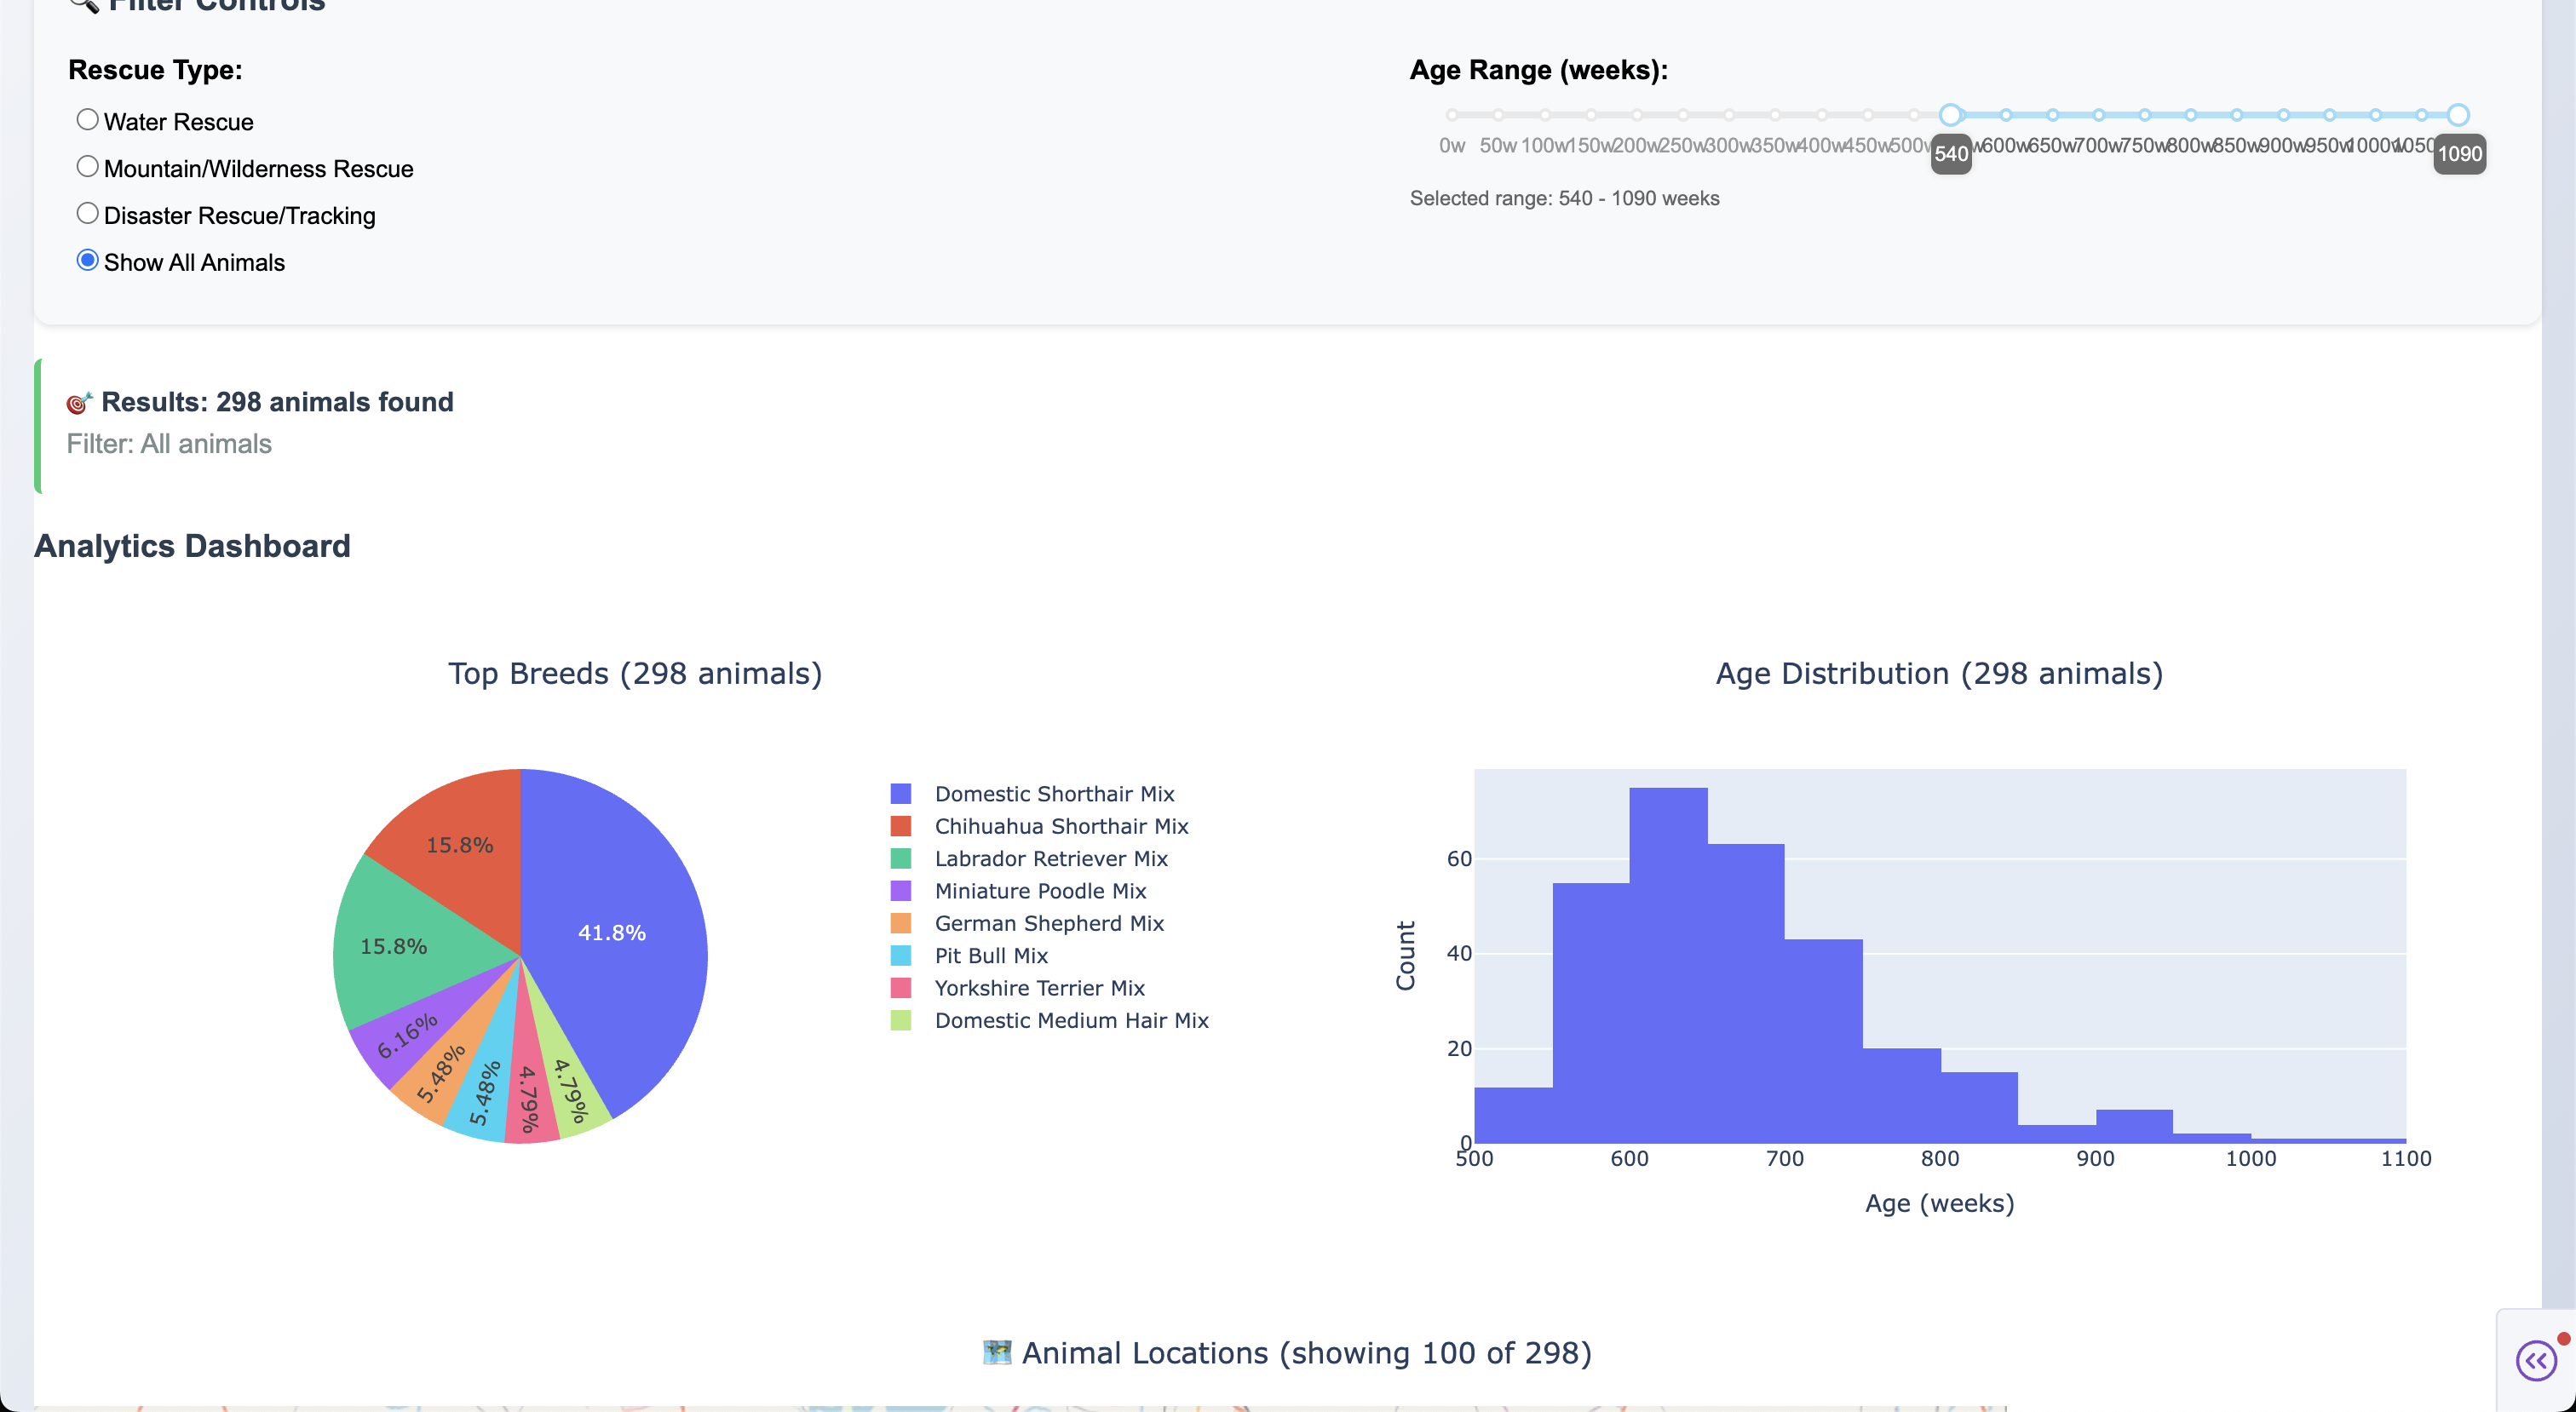 Filter Controls
Rescue Type:
Water Rescue
Mountain/Wilderness Rescue
Disaster Rescue/Tracking
Show All Animals
Age Range (weeks):
0w 50w 100w 150w 200w 250w 300w 350w 400w 450w 500w 540 600w 650w 700w 750w 800w 850w 900w 950w 1000w 1050 1090
Selected range: 540 - 1090 weeks
Results: 298 animals found
Filter: All animals
Analytics Dashboard
Top Breeds (298 animals)
41.8%
15.8%
15.8%
6.16%
5.48%
5.48%
4.79%
4.79%
Domestic Shorthair Mix
Chihuahua Shorthair Mix
Labrador Retriever Mix
Miniature Poodle Mix
German Shepherd Mix
Pit Bull Mix
Yorkshire Terrier Mix
Domestic Medium Hair Mix
Age Distribution (298 animals)
Count
60
40
20
0
500 600 700 800 900 1000 1100
Age (weeks)
Animal Locations (showing 100 of 298)